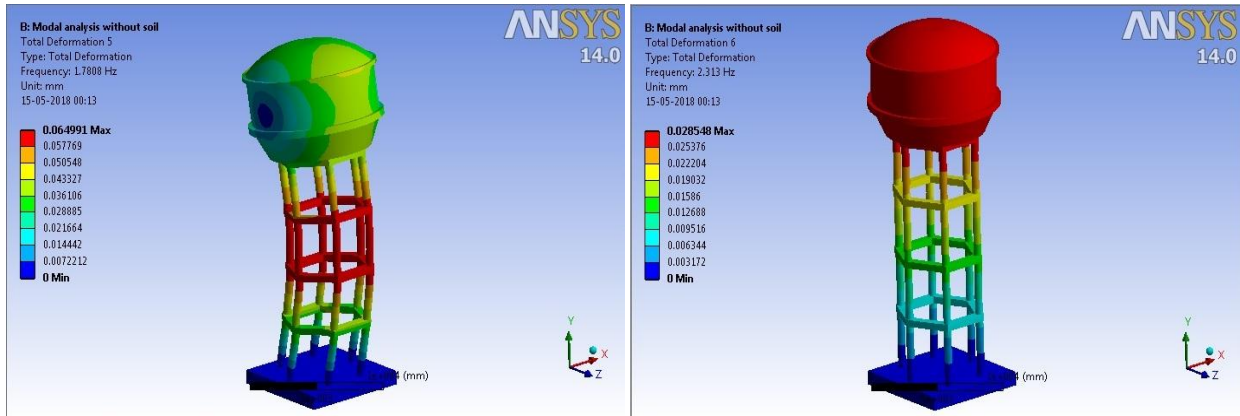 B: Modal analysis without soil
Total Deformation 5
Type: Total Deformation
Frequency: 1.7808 Hz
Unit: mm
15-05-2018 00:13
0.064991 Max
0.057769
0.050548
0.043327
0.036106
0.028885
0.021664
0.014442
0.0072212
0 Min
ANSYS
14.0
Y
X
Z
(mm)
B: Modal analysis without soil
Total Deformation 6
Type: Total Deformation
Frequency: 2.313 Hz
Unit: mm
15-05-2018 00:13
0.028548 Max
0.025376
0.022204
0.019032
0.01586
0.012688
0.009516
0.006344
0.003172
0 Min
ANSYS
14.0
Y
X
Z
(mm)